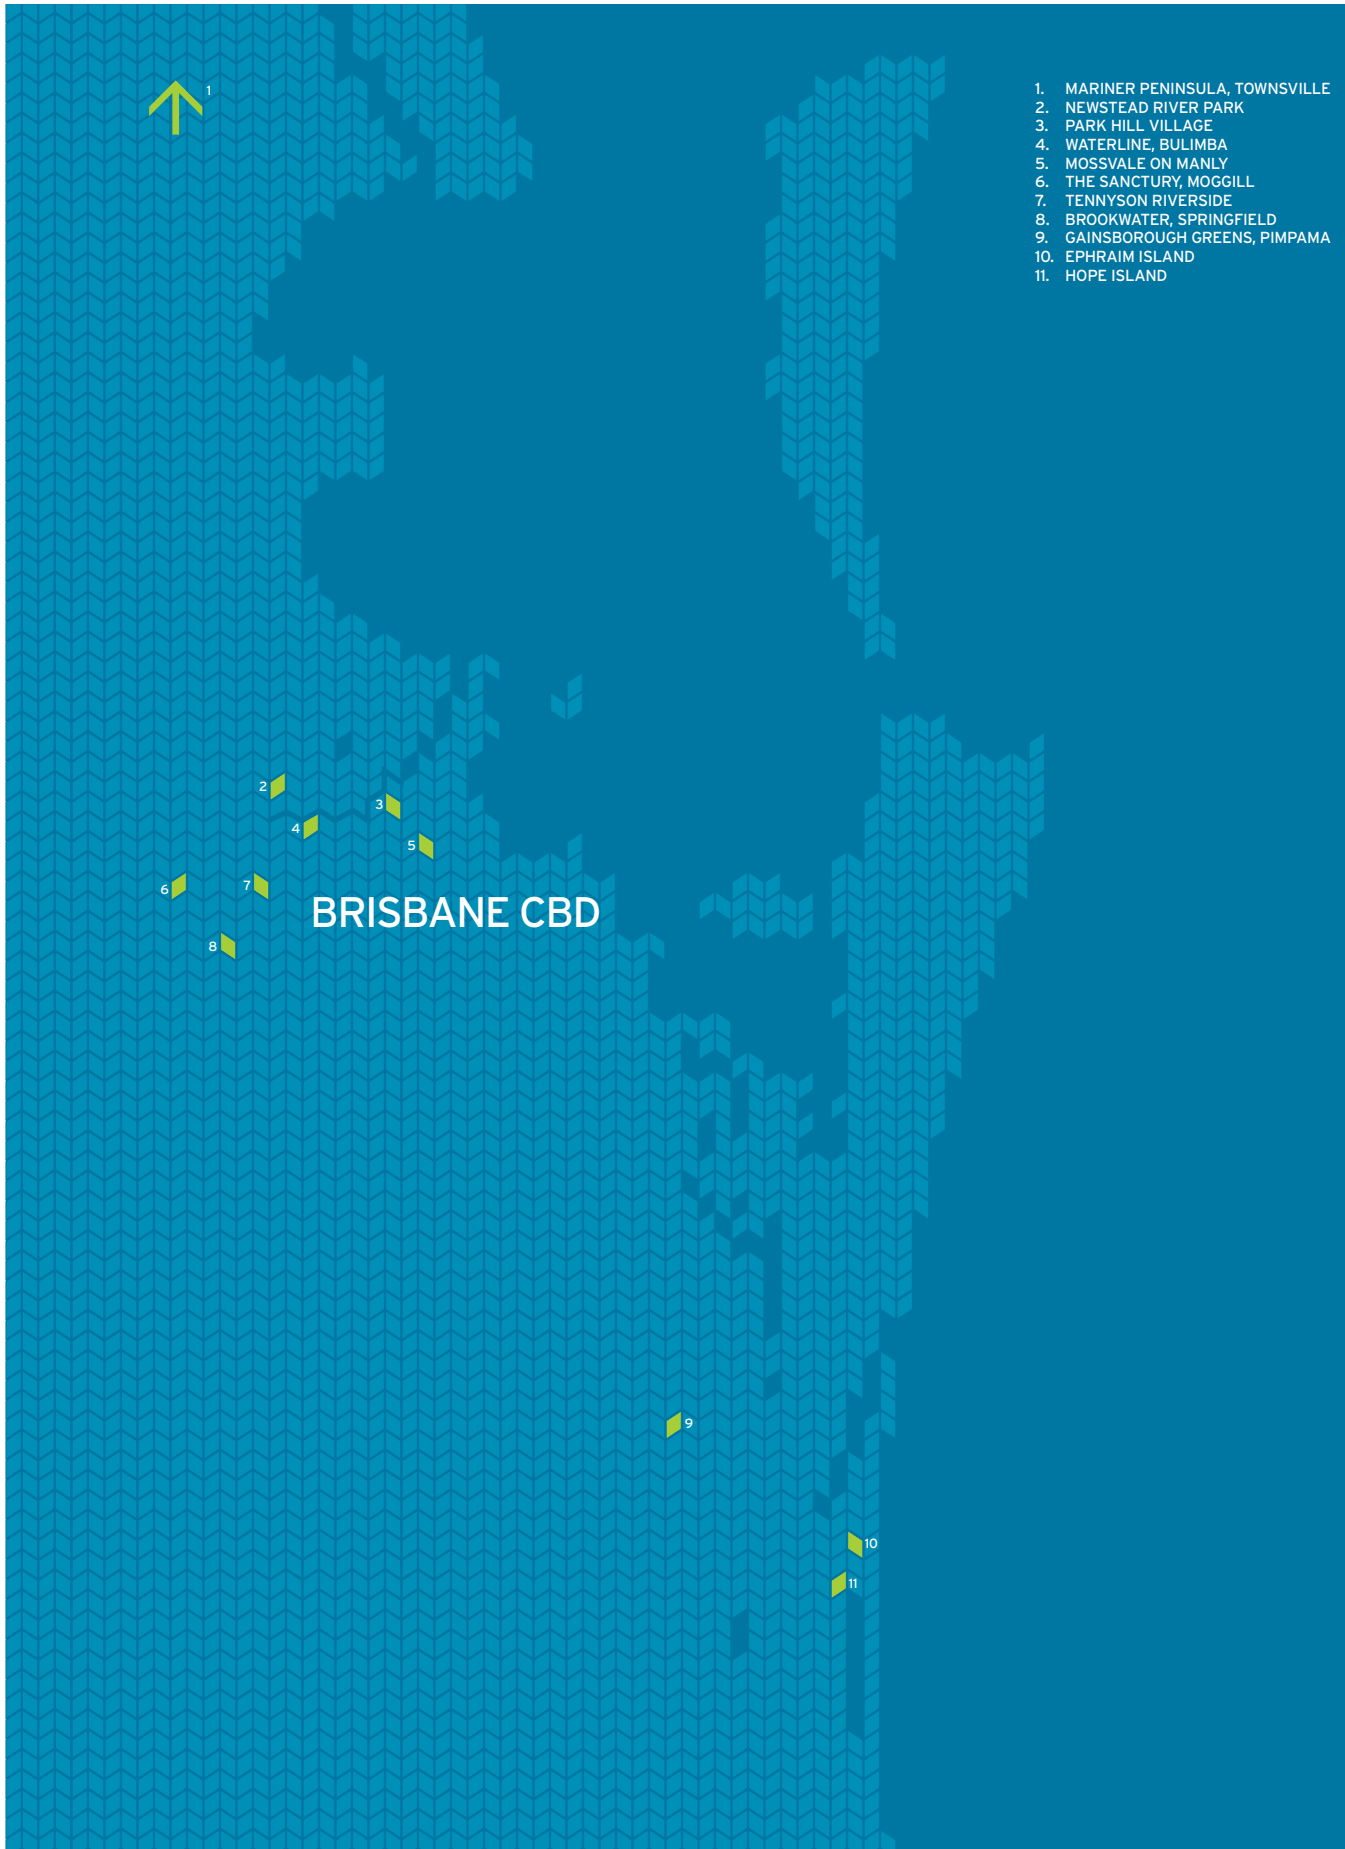 1
1. MARINER PENINSULA, TOWNSVILLE
2. NEWSTEAD RIVER PARK
3. PARK HILL VILLAGE
4. WATERLINE, BULIMBA
5. MOSSVALE ON MANLY
6. THE SANCTURY, MOGGILL
7. TENNYSON RIVERSIDE
8. BROOKWATER, SPRINGFIELD
9. GAINSBOROUGH GREENS, PIMPAMA
10. EPHRAIM ISLAND
11. HOPE ISLAND
2
3
4
5
6
7
BRISBANE CBD
8
9
10
11